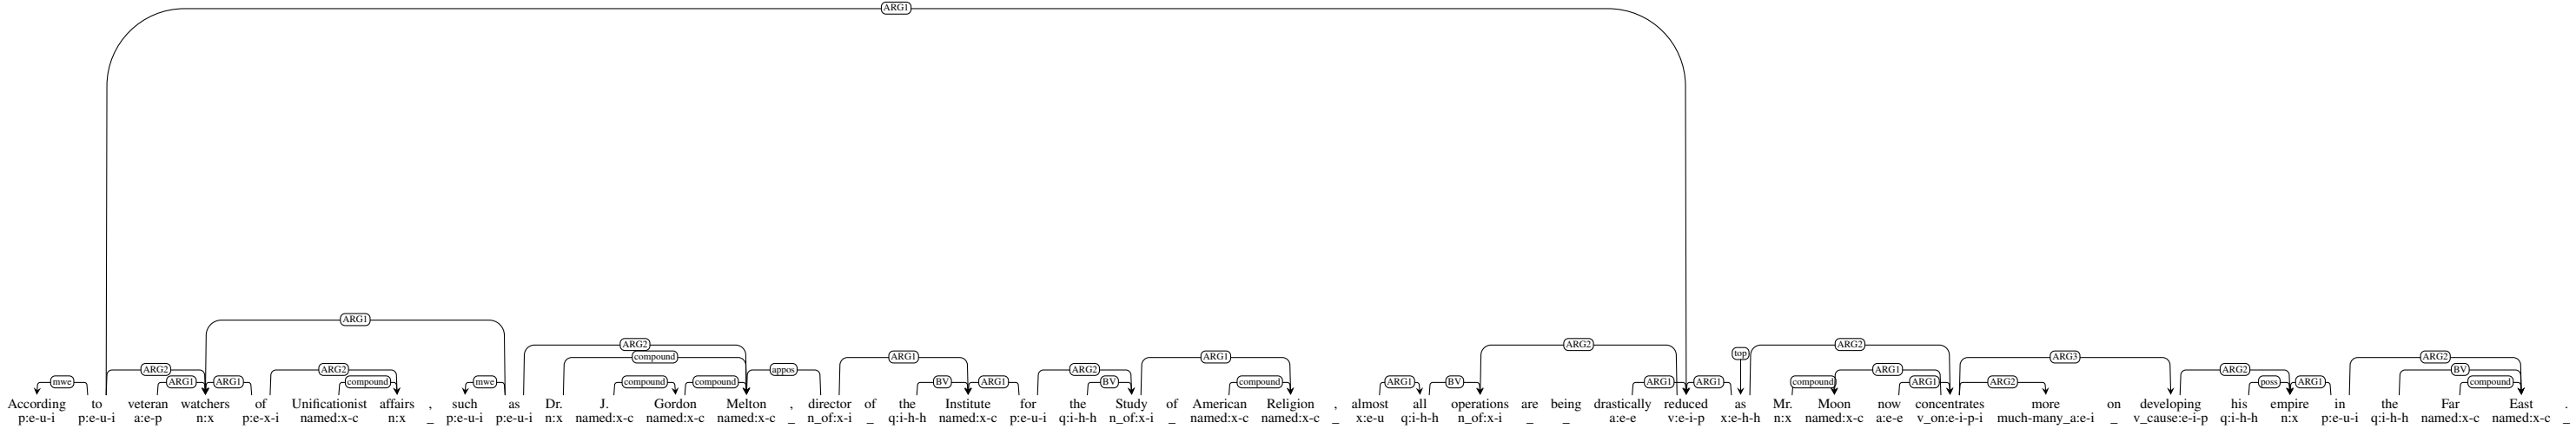 ARG1
ARG1
ARG2 compound ARG2 top ARG2
ARG1 ARG1 ARG1 ARG3 ARG2
ARG2 ARG2 appos ARG2 ARG1 ARG2 BV
mwe ARG1 ARG1 compound mwe compound compound BV ARG1 BV compound ARG1 BV ARG1 ARG1 compound ARG1 ARG2 poss ARG1 compound
According to veteran watchers of Unificationist affairs , such as Dr. J. Gordon Melton , director of the Institute for the Study of American Religion , almost all operations are being drastically reduced as Mr. Moon now concentrates more on developing his empire in the Far East .
p:e-u-i p:e-u-i a:e-p n:x p:e-x-i named:x-c n:x _ p:e-u-i p:e-u-i n:x named:x-c named:x-c named:x-c _ n_of:x-i _ q:i-h-h named:x-c p:e-u-i q:i-h-h n_of:x-i _ named:x-c named:x-c _ x:e-u q:i-h-h n_of:x-i _ _ a:e-e v:e-i-p x:e-h-h n:x named:x-c a:e-e v_on:e-i-p-i much-many_a:e-i _ v_cause:e-i-p q:i-h-h n:x p:e-u-i q:i-h-h named:x-c named:x-c _